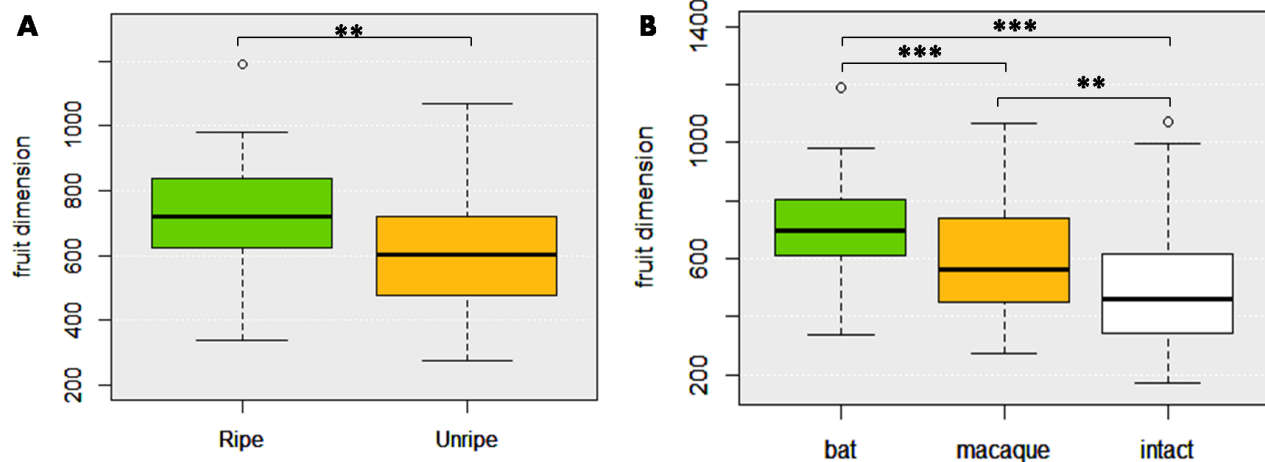 A
**
fruit dimension
200
400
600
800
1000
Ripe
Unripe
B
***
***
**
fruit dimension
200
600
1000
1400
bat
macaque
intact